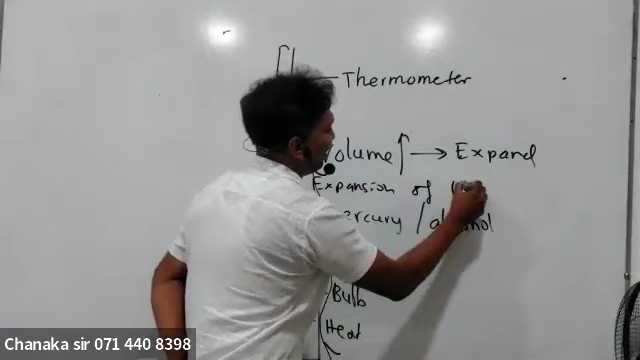 Thermometer
Volume ↑ → Expand
Expansion of
mercury / alcohol
Bulb
Heat
Chanaka sir 071 440 8398